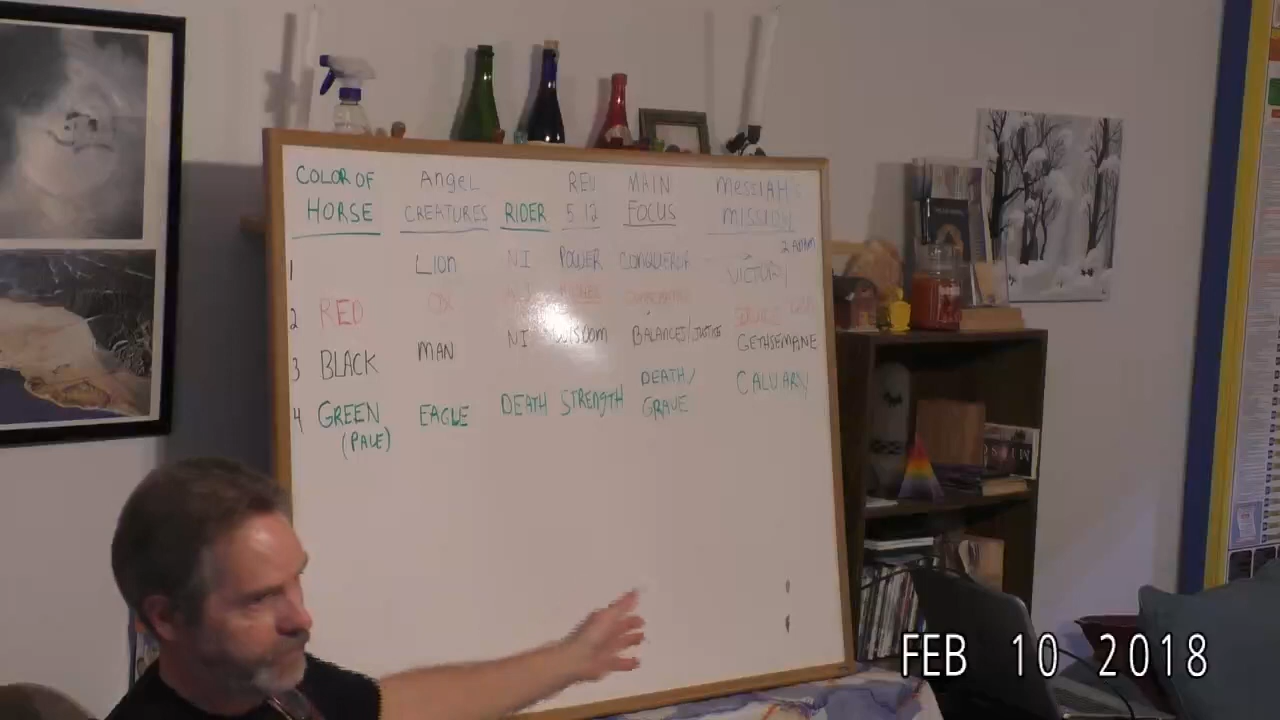 COLOR OF HORSE Angel CREATURES RIDER REV 5:12 MAIN FOCUS MESSIAH'S MISSION
2 ADAM
1 Lion NI POWER CONQUEROR VICTORY
2 RED OX
3 BLACK MAN NI WISDOM BALANCES/JUSTICE GETHSEMANE
4 GREEN (PALE) EAGLE DEATH STRENGTH DEATH/ GRAVE CALVARY
FEB 10 2018